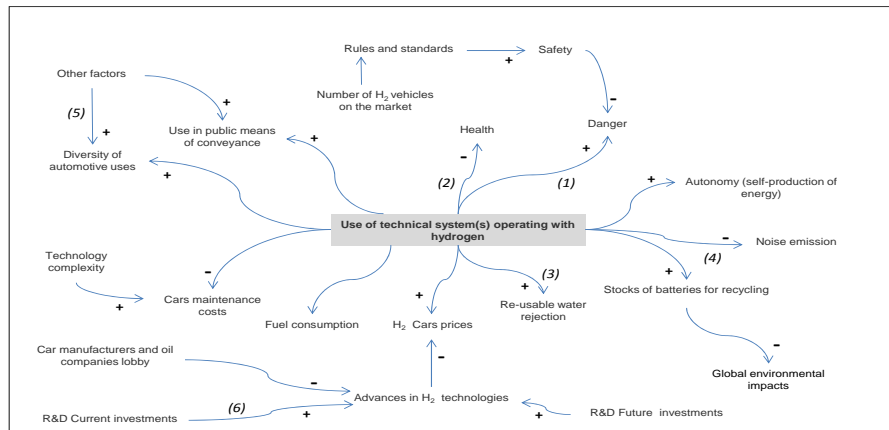 Rules and standards
+
Safety
Other factors
(5)
+
+
Number of H2 vehicles
on the market
-
Danger
Use in public means
of conveyance
+
Health
-
+
Diversity of
automotive uses
+
(2)
(1)
+
Autonomy (self-production of
energy)
Use of technical system(s) operating with
hydrogen
-
Noise emission
(4)
Technology
complexity
-
+
Cars maintenance
costs
+
(3)
+
Re-usable water
rejection
+
Stocks of batteries for recycling
Fuel consumption
H2 Cars prices
-
Car manufacturers and oil
companies lobby
-
-
Global environmental
impacts
Advances in H2 technologies
R&D Current investments
(6)
+
+
R&D Future investments